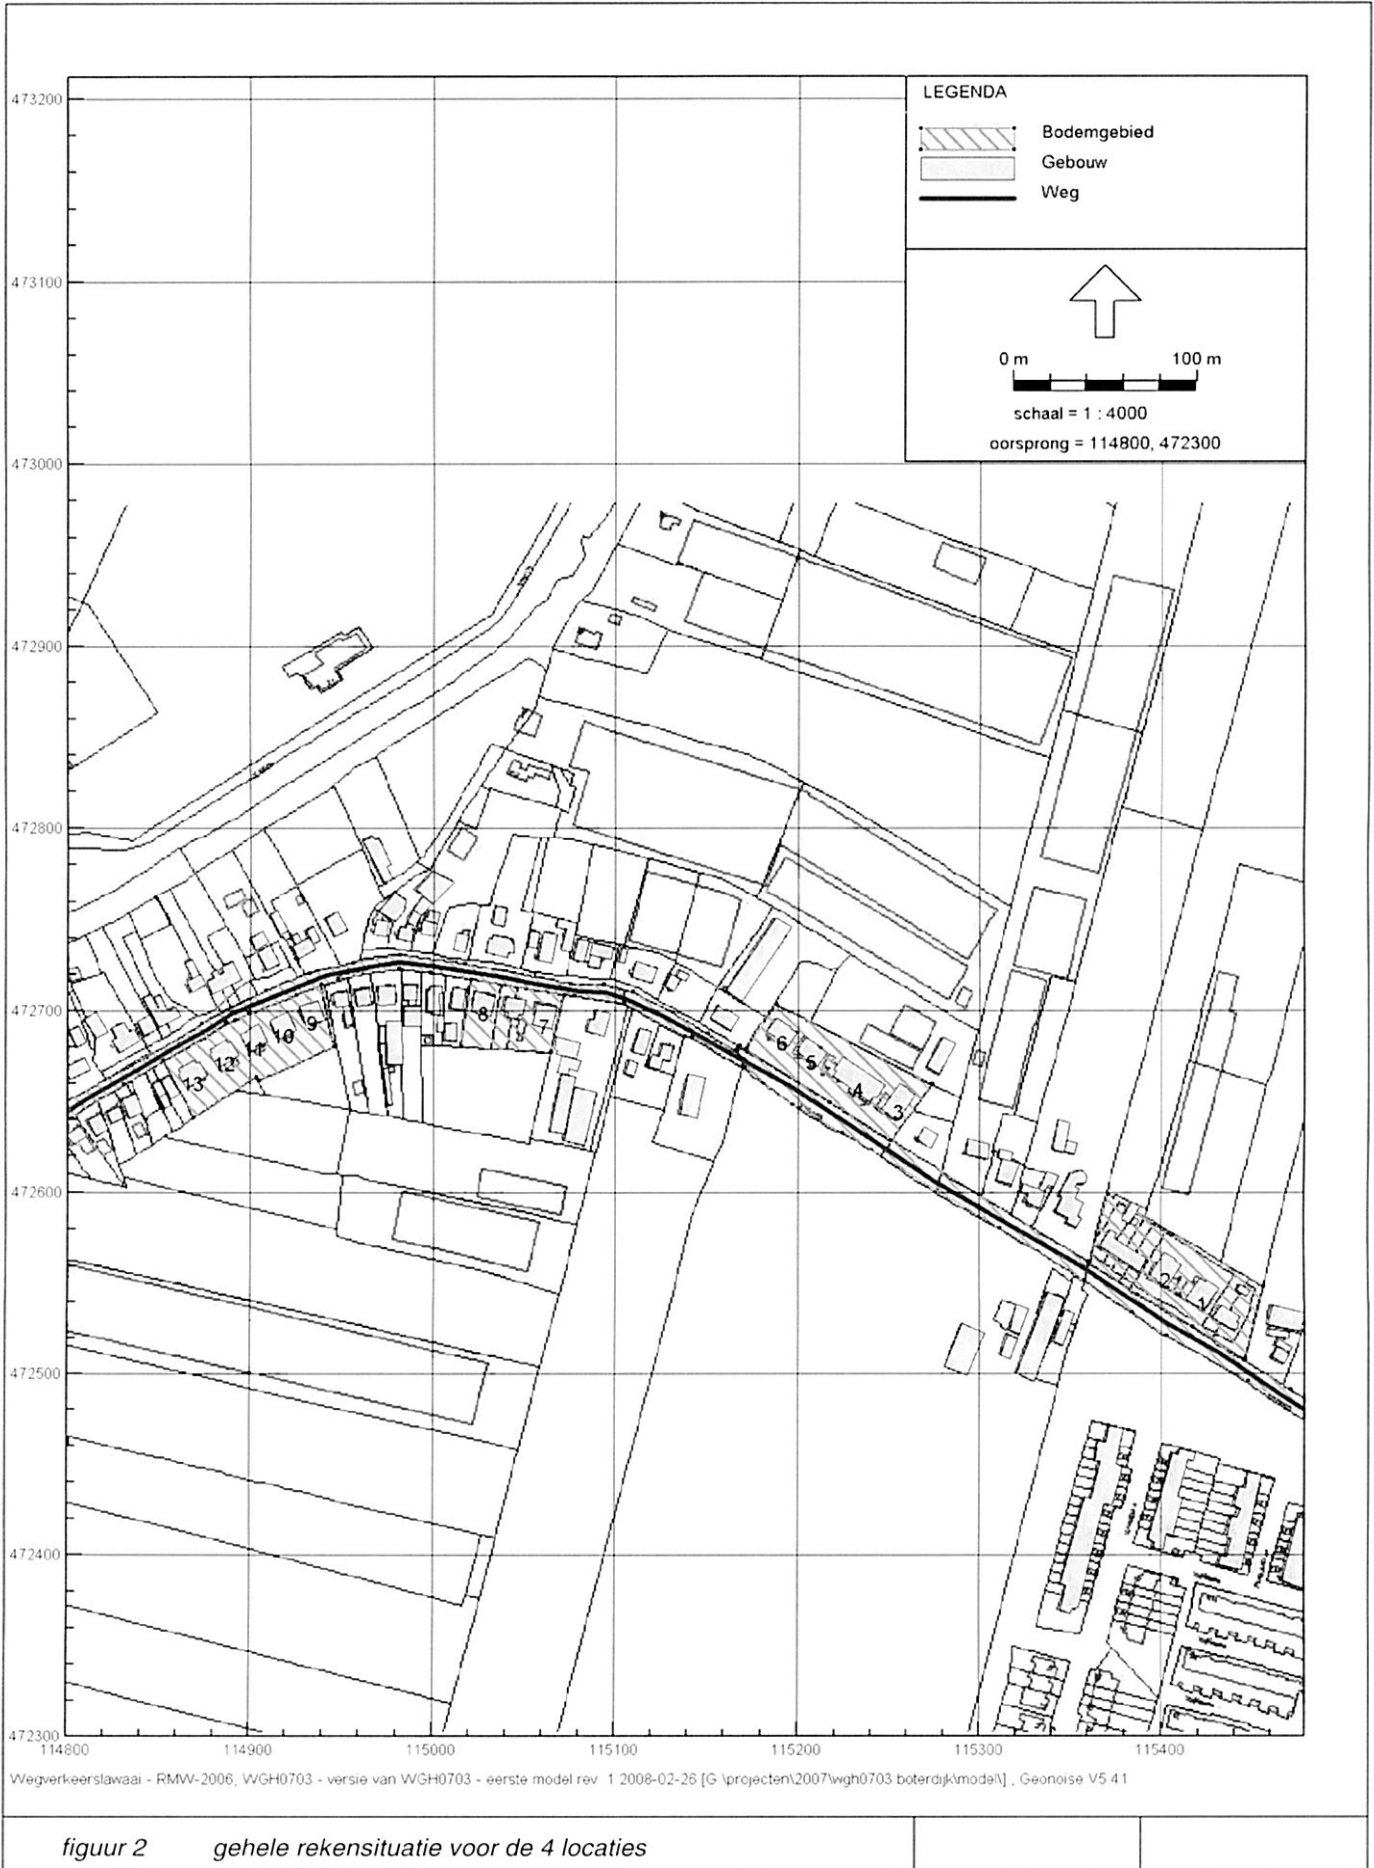 LEGENDA
Bodemgebied
Gebouw
Weg
0 m 100 m
schaal = 1 : 4000
oorsprong = 114800, 472300
473200
473100
473000
472900
472800
472700
472600
472500
472400
472300
13 12 11 10 9
8 7
6 5 4 3
2 1
114800 114900 115000 115100 115200 115300 115400
Wegverkeerslawaai - RMW-2006, WGH0703 - versie van WGH0703 - eerste model rev 1 2008-02-26 [G \projecten\2007\wgh0703 boterdijk\model\] , Geonoise V5.41
figuur 2 gehele rekensituatie voor de 4 locaties